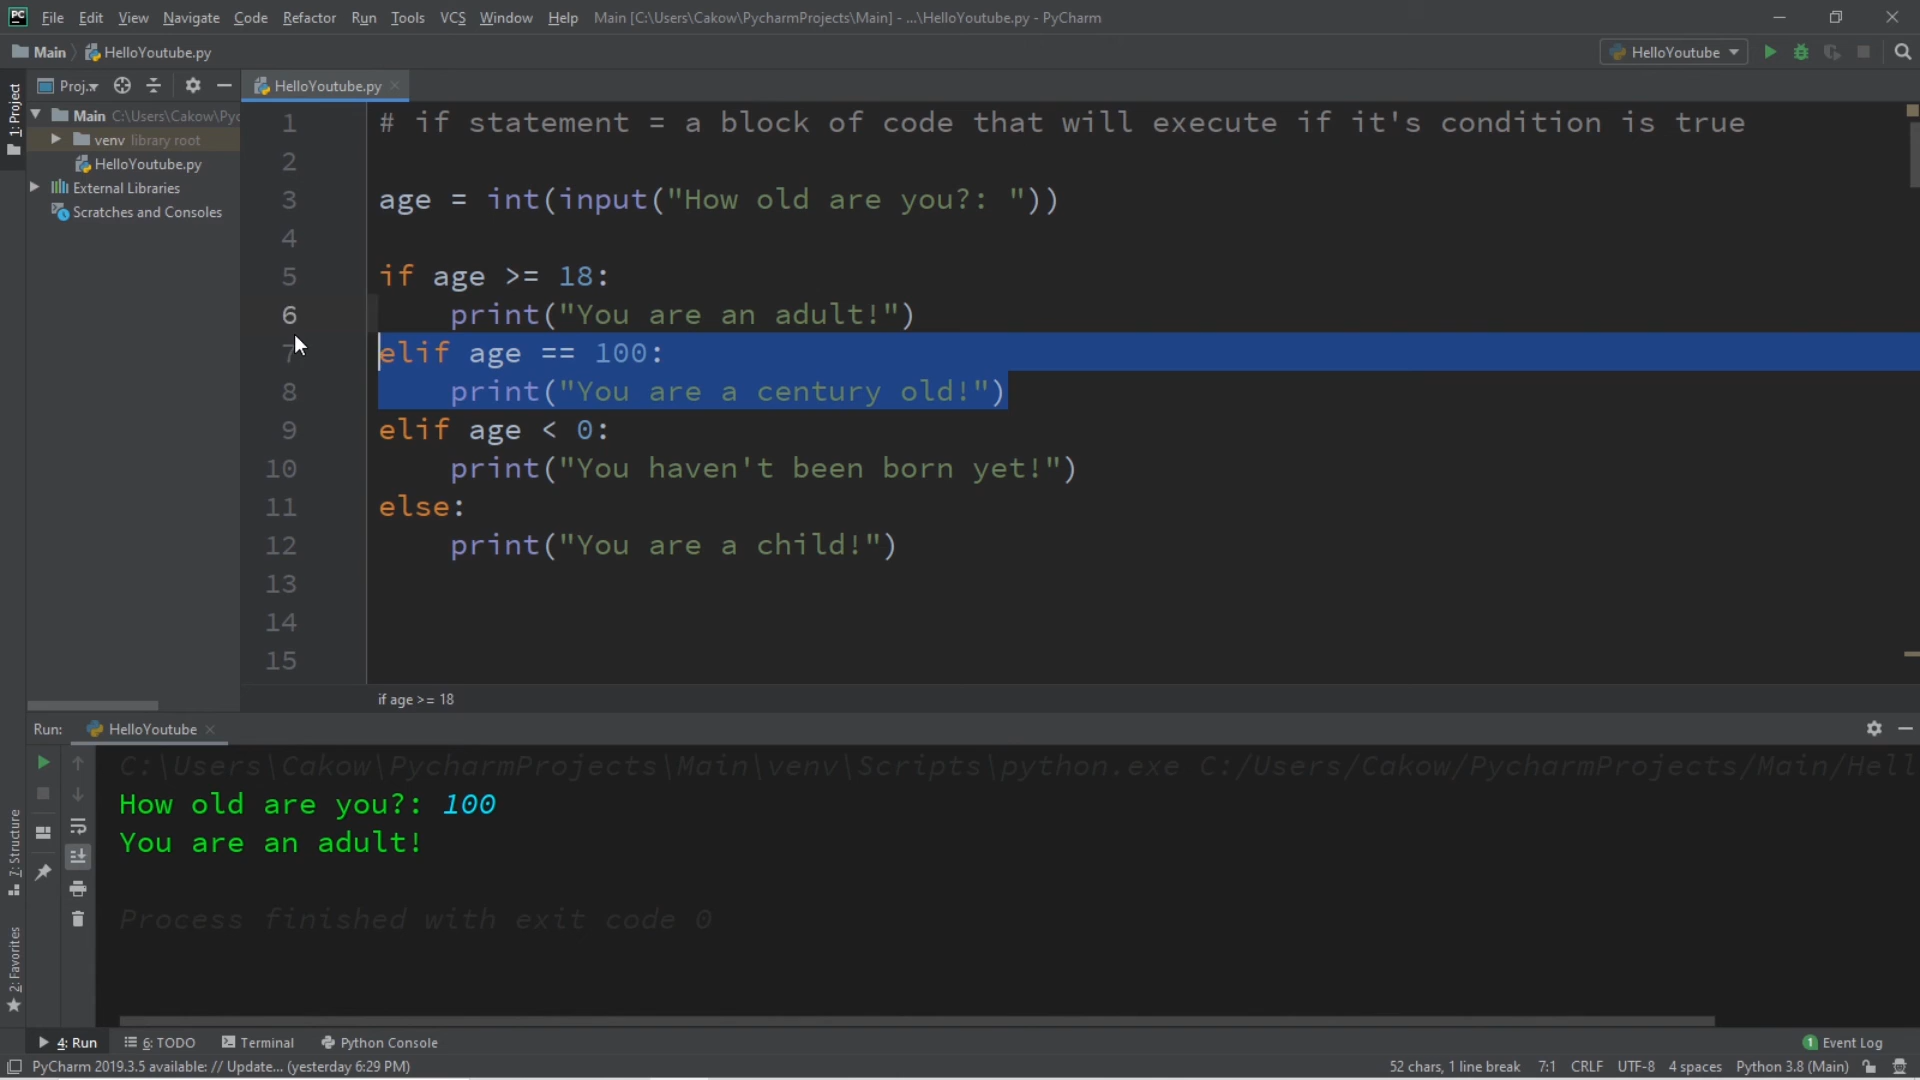 PC File Edit View Navigate Code Refactor Run Tools VCS Window Help Main [C:\Users\Cakow\PycharmProjects\Main] - ...\HelloYoutube.py - PyCharm
Main HelloYoutube.py HelloYoutube
Proj... HelloYoutube.py
1: Project
Main C:\Users\Cakow\Pyc
venv library root
HelloYoutube.py
External Libraries
Scratches and Consoles
1 # if statement = a block of code that will execute if it's condition is true
2
3 age = int(input("How old are you?: "))
4
5 if age >= 18:
6 print("You are an adult!")
7 elif age == 100:
8 print("You are a century old!")
9 elif age < 0:
10 print("You haven't been born yet!")
11 else:
12 print("You are a child!")
13
14
15
if age >= 18
Run: HelloYoutube
C:\Users\Cakow\PycharmProjects\Main\venv\Scripts\python.exe C:/Users/Cakow/PycharmProjects/Main/Hell
How old are you?: 100
You are an adult!
Process finished with exit code 0
7: Structure
2: Favorites
4: Run 6: TODO Terminal Python Console 1 Event Log
PyCharm 2019.3.5 available: // Update... (yesterday 6:29 PM) 52 chars, 1 line break 7:1 CRLF UTF-8 4 spaces Python 3.8 (Main)